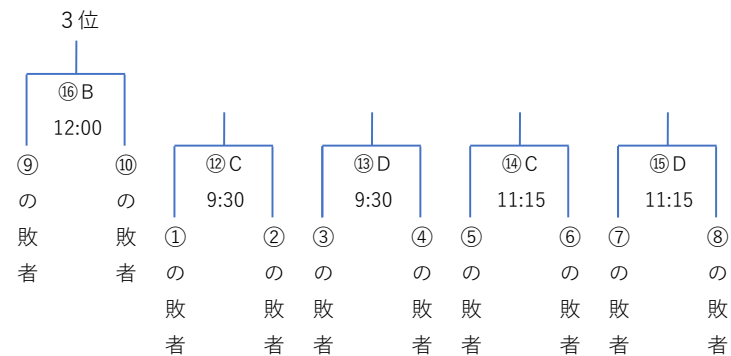 3位
⑯B
12:00
⑨の敗者
⑩の敗者
⑫C
9:30
①の敗者
②の敗者
⑬D
9:30
③の敗者
④の敗者
⑭C
11:15
⑤の敗者
⑥の敗者
⑮D
11:15
⑦の敗者
⑧の敗者